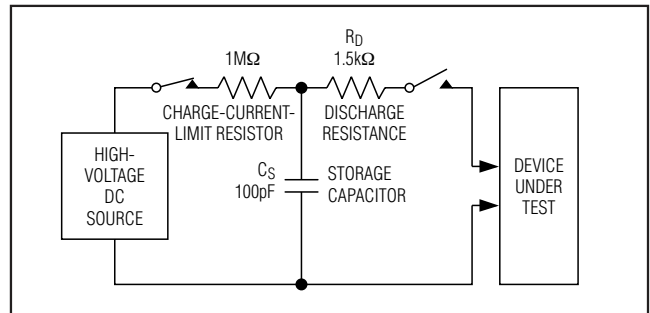 1MΩ
CHARGE-CURRENT-
LIMIT RESISTOR
R_D
1.5kΩ
DISCHARGE
RESISTANCE
HIGH-
VOLTAGE
DC
SOURCE
C_S
100pF
STORAGE
CAPACITOR
DEVICE
UNDER
TEST